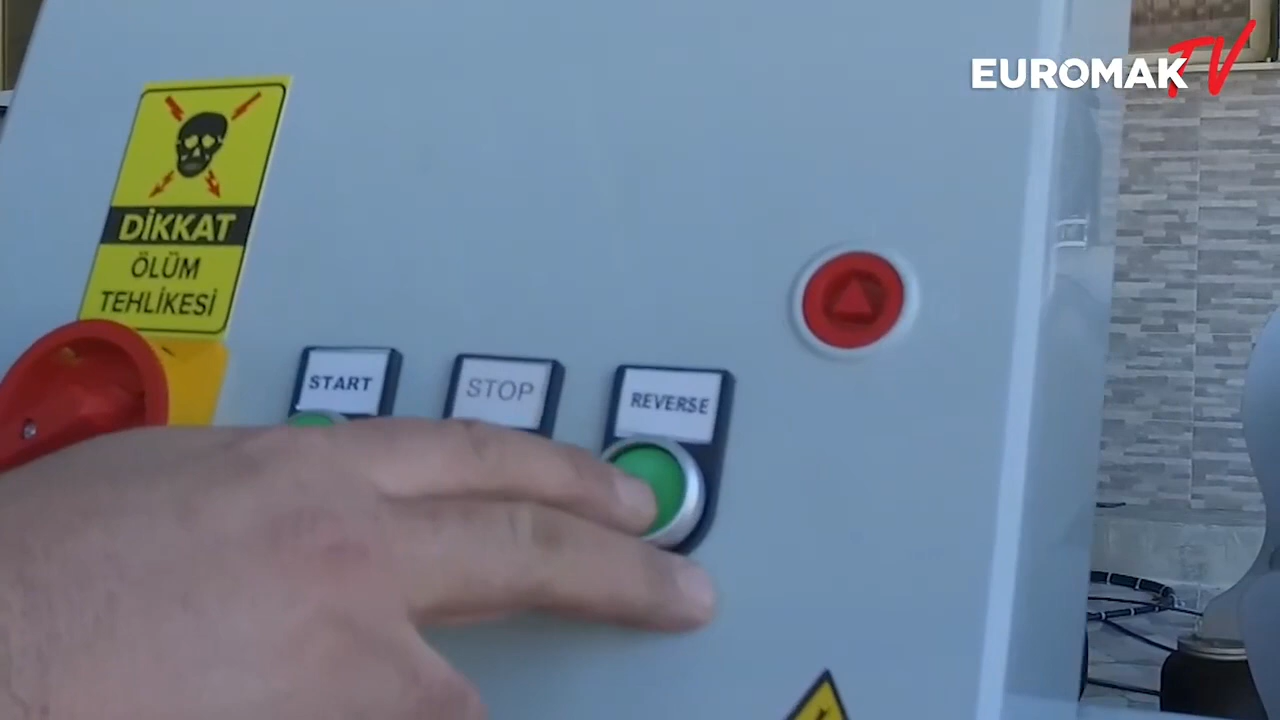 EUROMAK TV
DİKKAT
ÖLÜM
TEHLİKESİ
START
STOP
REVERSE